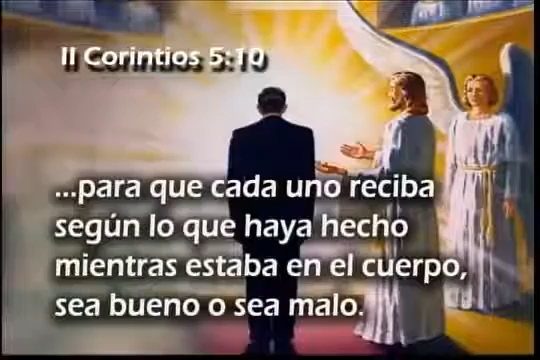 II Corintios 5:10
...para que cada uno reciba
según lo que haya hecho
mientras estaba en el cuerpo,
sea bueno o sea malo.